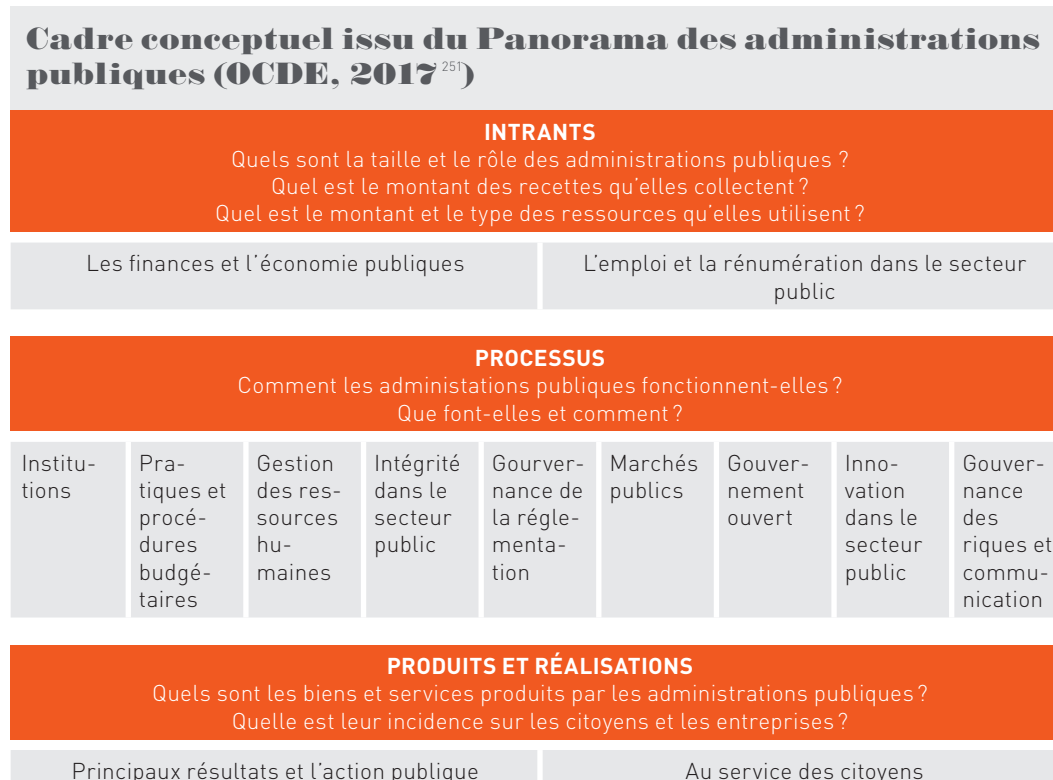 Cadre conceptuel issu du Panorama des administrations
publiques (OCDE, 2017 251)
INTRANTS
Quels sont la taille et le rôle des administrations publiques ?
Quel est le montant des recettes qu'elles collectent ?
Quel est le montant et le type des ressources qu'elles utilisent ?
Les finances et l'économie publiques
L'emploi et la rénumération dans le secteur
public
PROCESSUS
Comment les administations publiques fonctionnent-elles ?
Que font-elles et comment ?
Institu-
tions
Pra-
tiques et
procé-
dures
budgé-
taires
Gestion
des res-
sources
hu-
maines
Intégrité
dans le
secteur
public
Gourver-
nance de
la régle-
menta-
tion
Marchés
publics
Gouver-
nement
ouvert
Inno-
vation
dans le
secteur
public
Gouver-
nance
des
riques et
commu-
nication
PRODUITS ET RÉALISATIONS
Quels sont les biens et services produits par les administrations publiques ?
Quelle est leur incidence sur les citoyens et les entreprises ?
Principaux résultats et l'action publique
Au service des citoyens